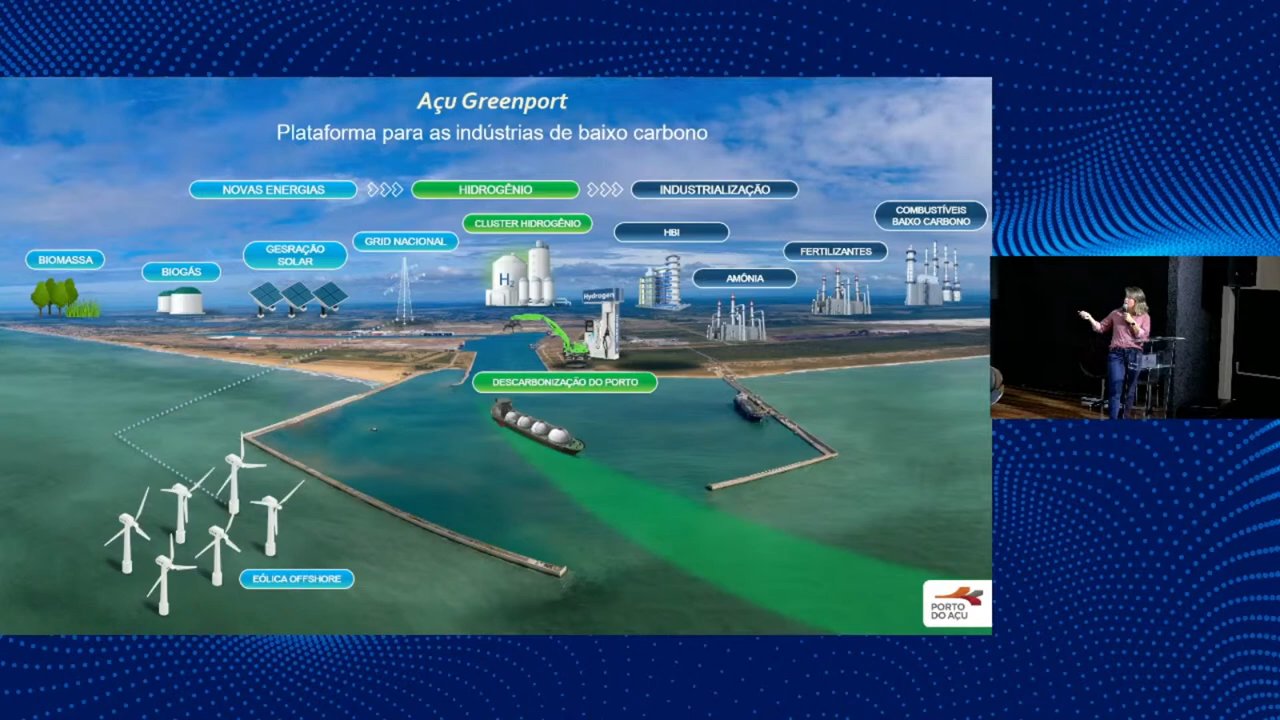 Açu Greenport
Plataforma para as indústrias de baixo carbono
NOVAS ENERGIAS
HIDROGÊNIO
INDUSTRIALIZAÇÃO
COMBUSTÍVEIS
BAIXO CARBONO
CLUSTER HIDROGÊNIO
HBI
GRID NACIONAL
GESRAÇÃO
SOLAR
FERTILIZANTES
BIOMASSA
BIOGÁS
AMÔNIA
H₂
Hydrogen
DESCARBONIZAÇÃO DO PORTO
EÓLICA OFFSHORE
PORTO
DO AÇU